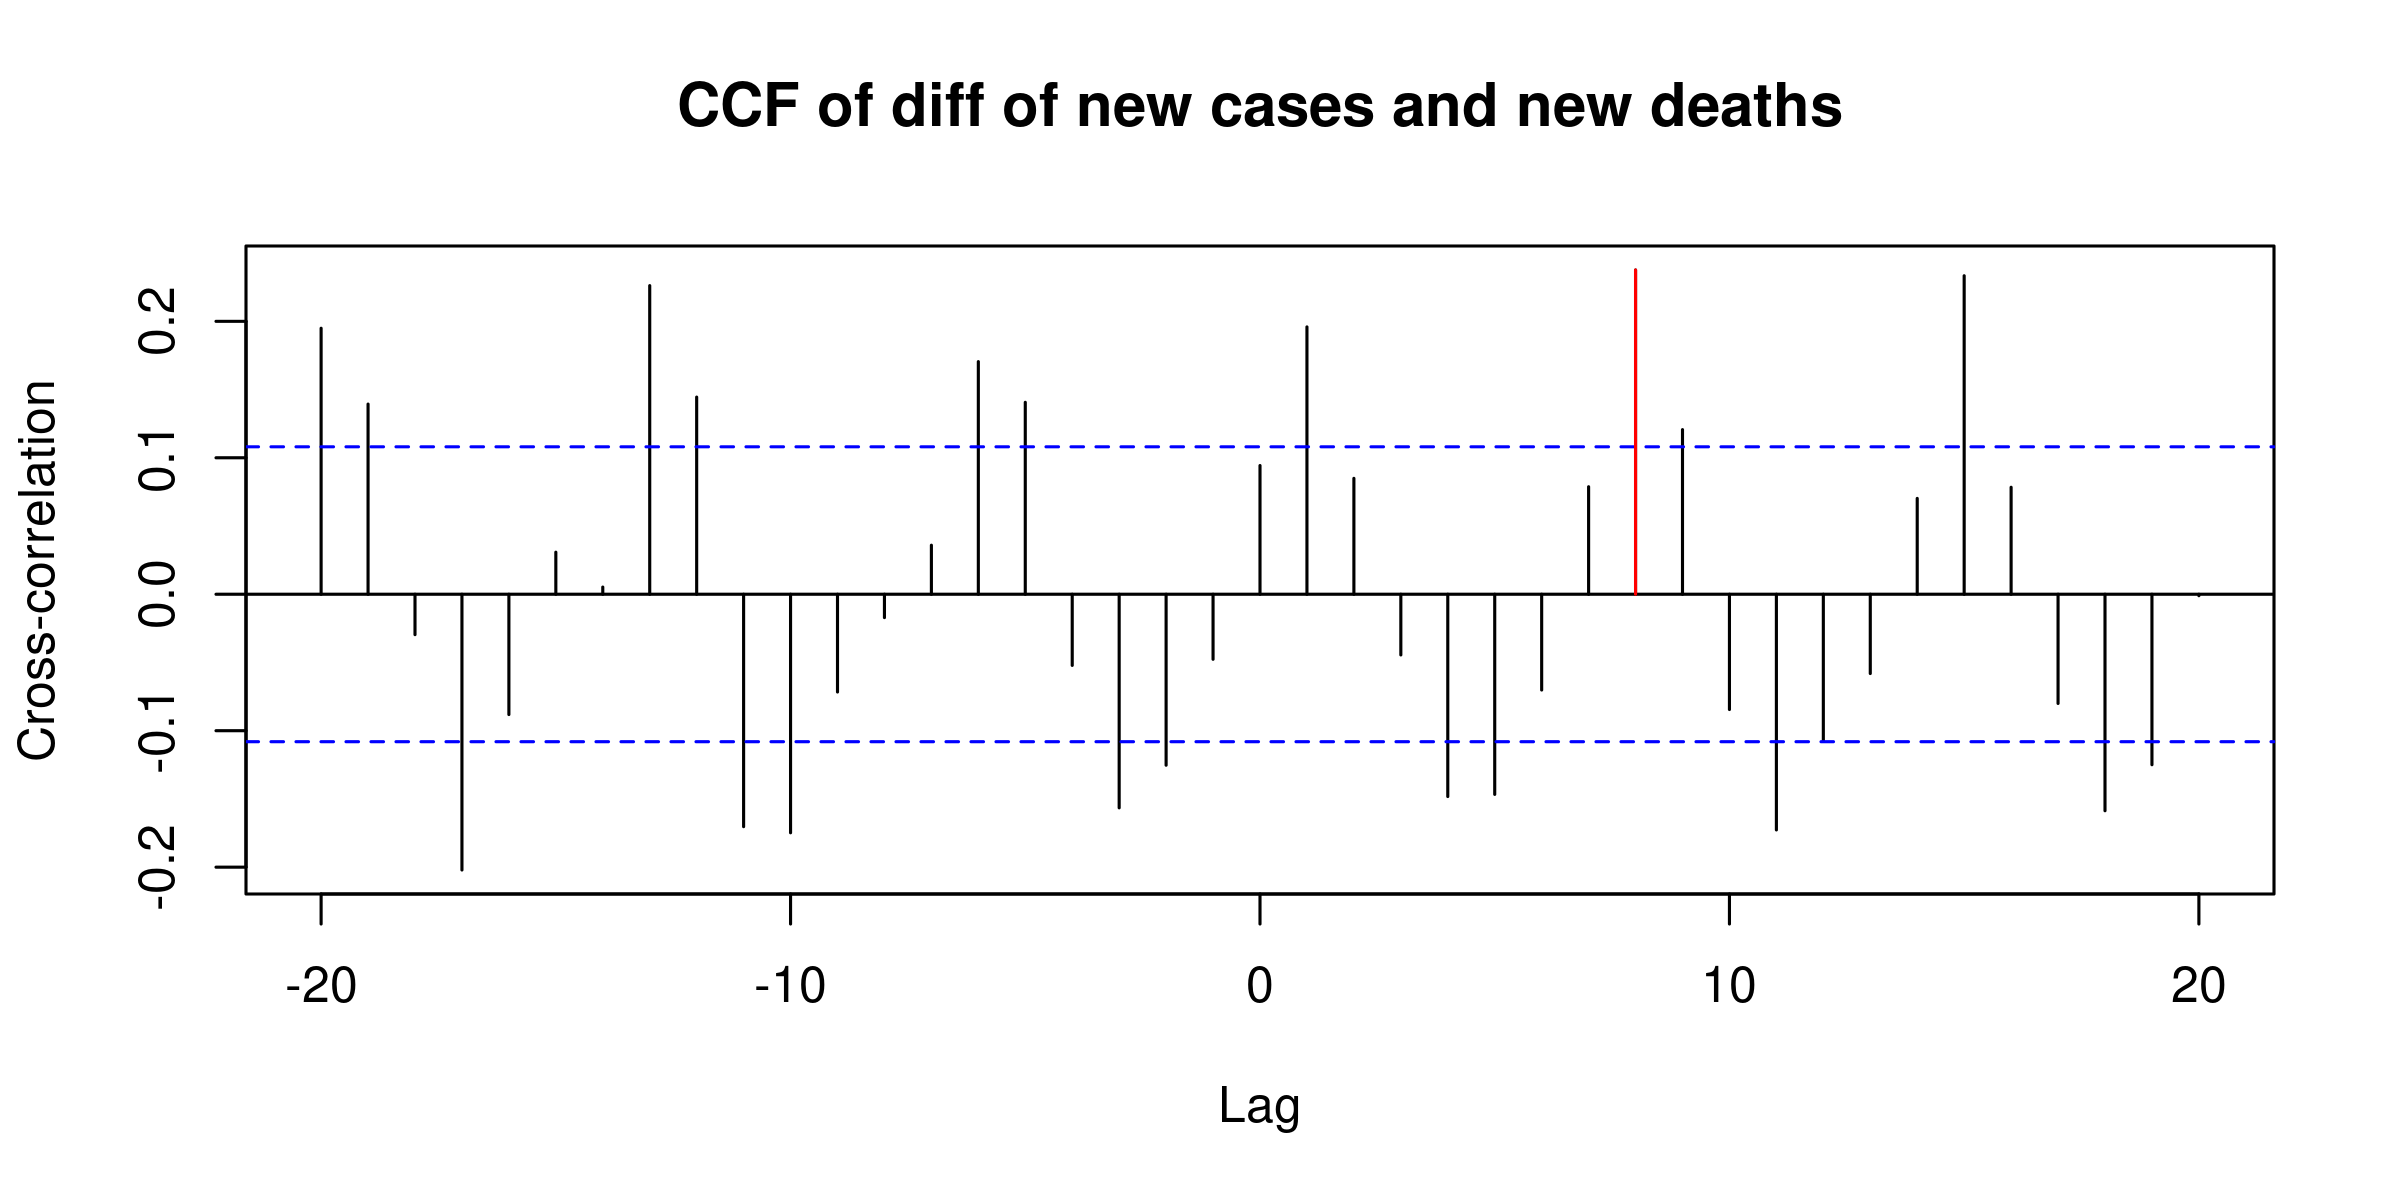 CCF of diff of new cases and new deaths
Cross-correlation
0.2
0.1
0.0
-0.1
-0.2
-20 -10 0 10 20
Lag